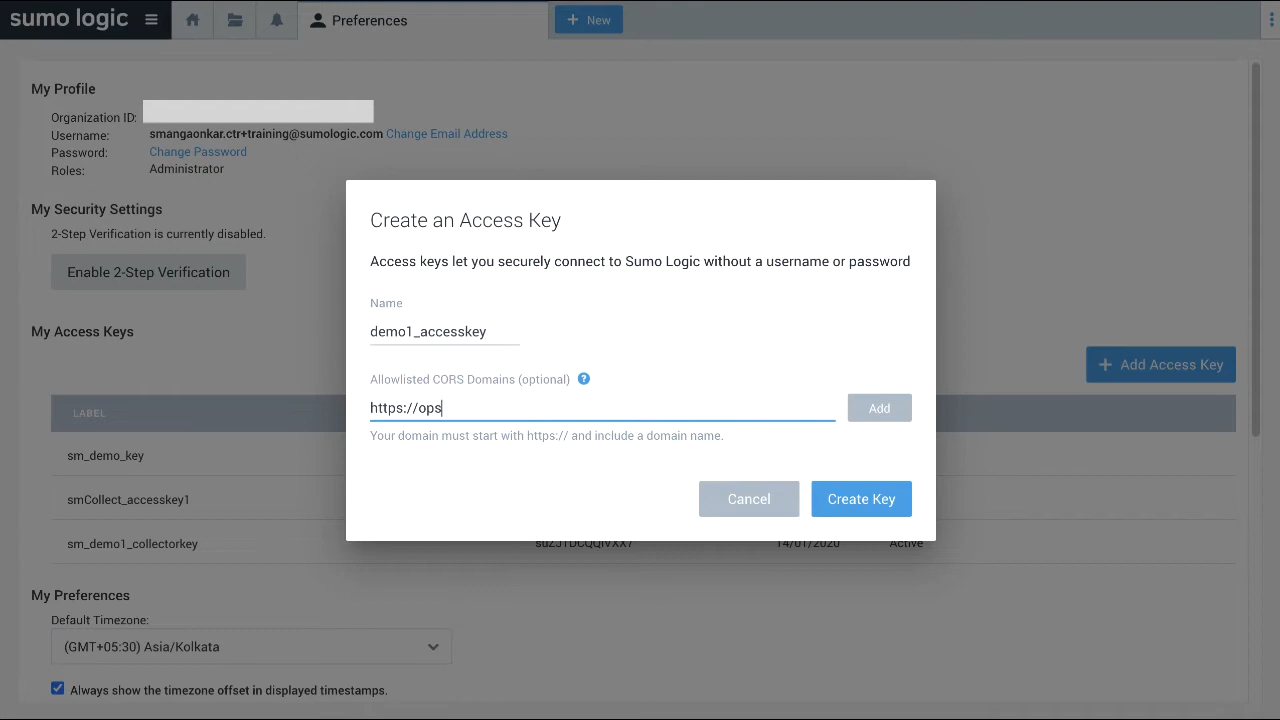 sumo logic
Preferences
+ New
My Profile
Organization ID:
Username: smangaonkar.ctr+training@sumologic.com Change Email Address
Password: Change Password
Roles: Administrator
My Security Settings
2-Step Verification is currently disabled.
Enable 2-Step Verification
My Access Keys
+ Add Access Key
LABEL
sm_demo_key
smCollect_accesskey1
sm_demo1_collectorkey 14/01/2020 Active
My Preferences
Default Timezone:
(GMT+05:30) Asia/Kolkata
Always show the timezone offset in displayed timestamps.
Create an Access Key
Access keys let you securely connect to Sumo Logic without a username or password
Name
demo1_accesskey
Allowlisted CORS Domains (optional) ?
https://ops
Add
Your domain must start with https:// and include a domain name.
Cancel
Create Key